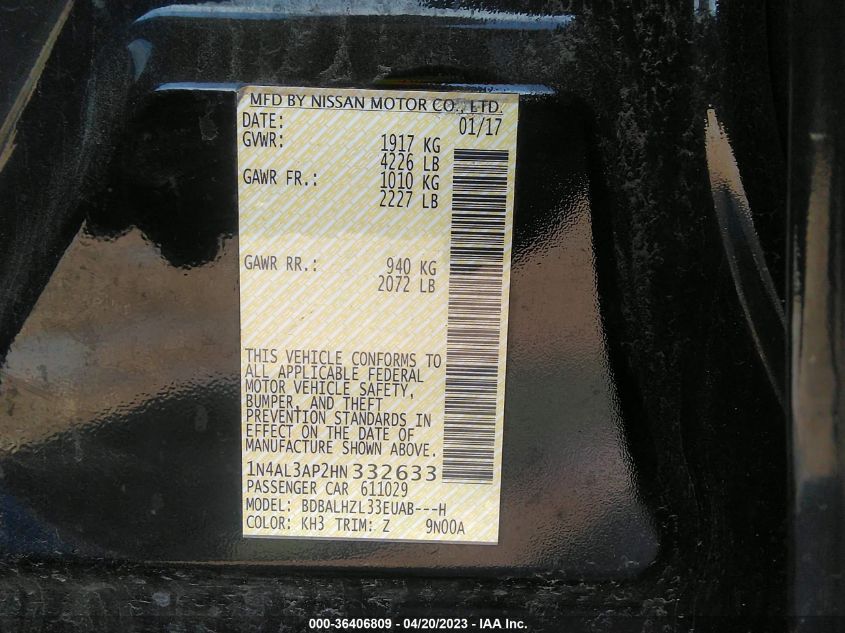 MFD BY NISSAN MOTOR CO., LTD.
DATE: 01/17
GVWR: 1917 KG
4226 LB
GAWR FR.: 1010 KG
2227 LB
GAWR RR.: 940 KG
2072 LB
THIS VEHICLE CONFORMS TO
ALL APPLICABLE FEDERAL
MOTOR VEHICLE SAFETY,
BUMPER, AND THEFT
PREVENTION STANDARDS IN
EFFECT ON THE DATE OF
MANUFACTURE SHOWN ABOVE.
1N4AL3AP2HN332633
PASSENGER CAR 611029
MODEL: BDBALHZL33EUAB---H
COLOR: KH3 TRIM: Z 9N00A
000-36406809 - 04/20/2023 - IAA Inc.